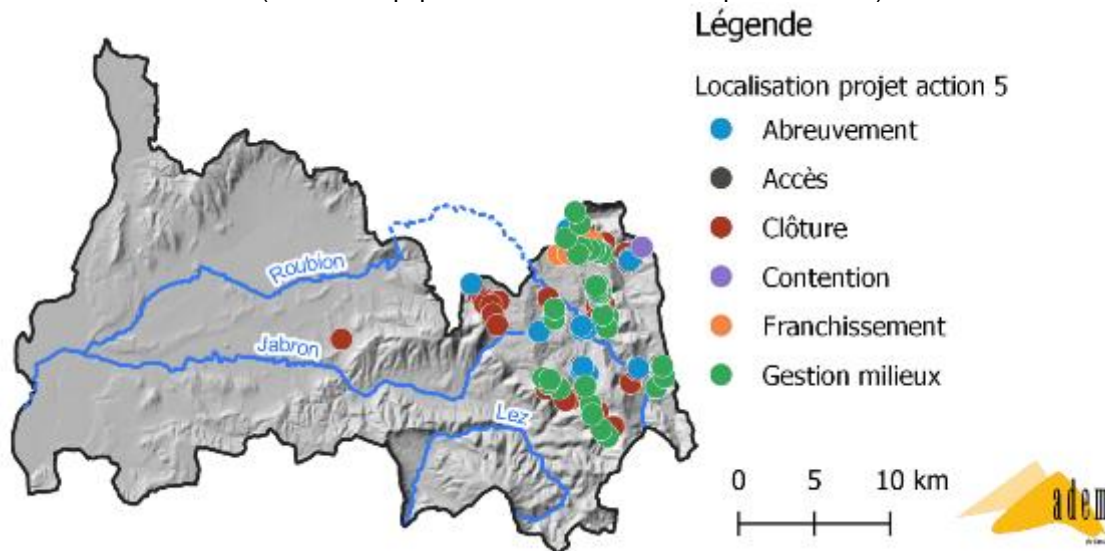 Légende
Localisation projet action 5
Abreuvement
Accès
Clôture
Contention
Franchissement
Gestion milieux
Roubion
Jabron
Lez
0 5 10 km
adem